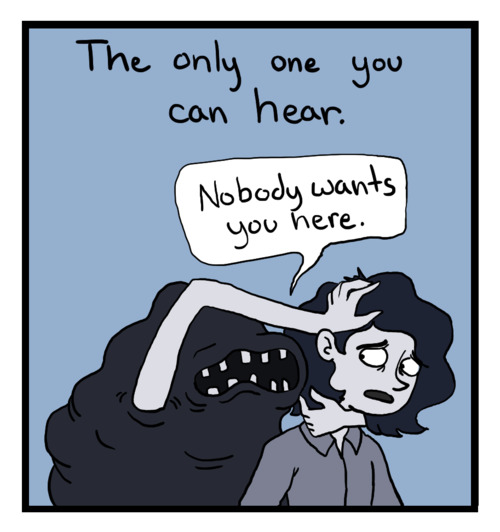 The only one you
can hear.
Nobody wants
you here.